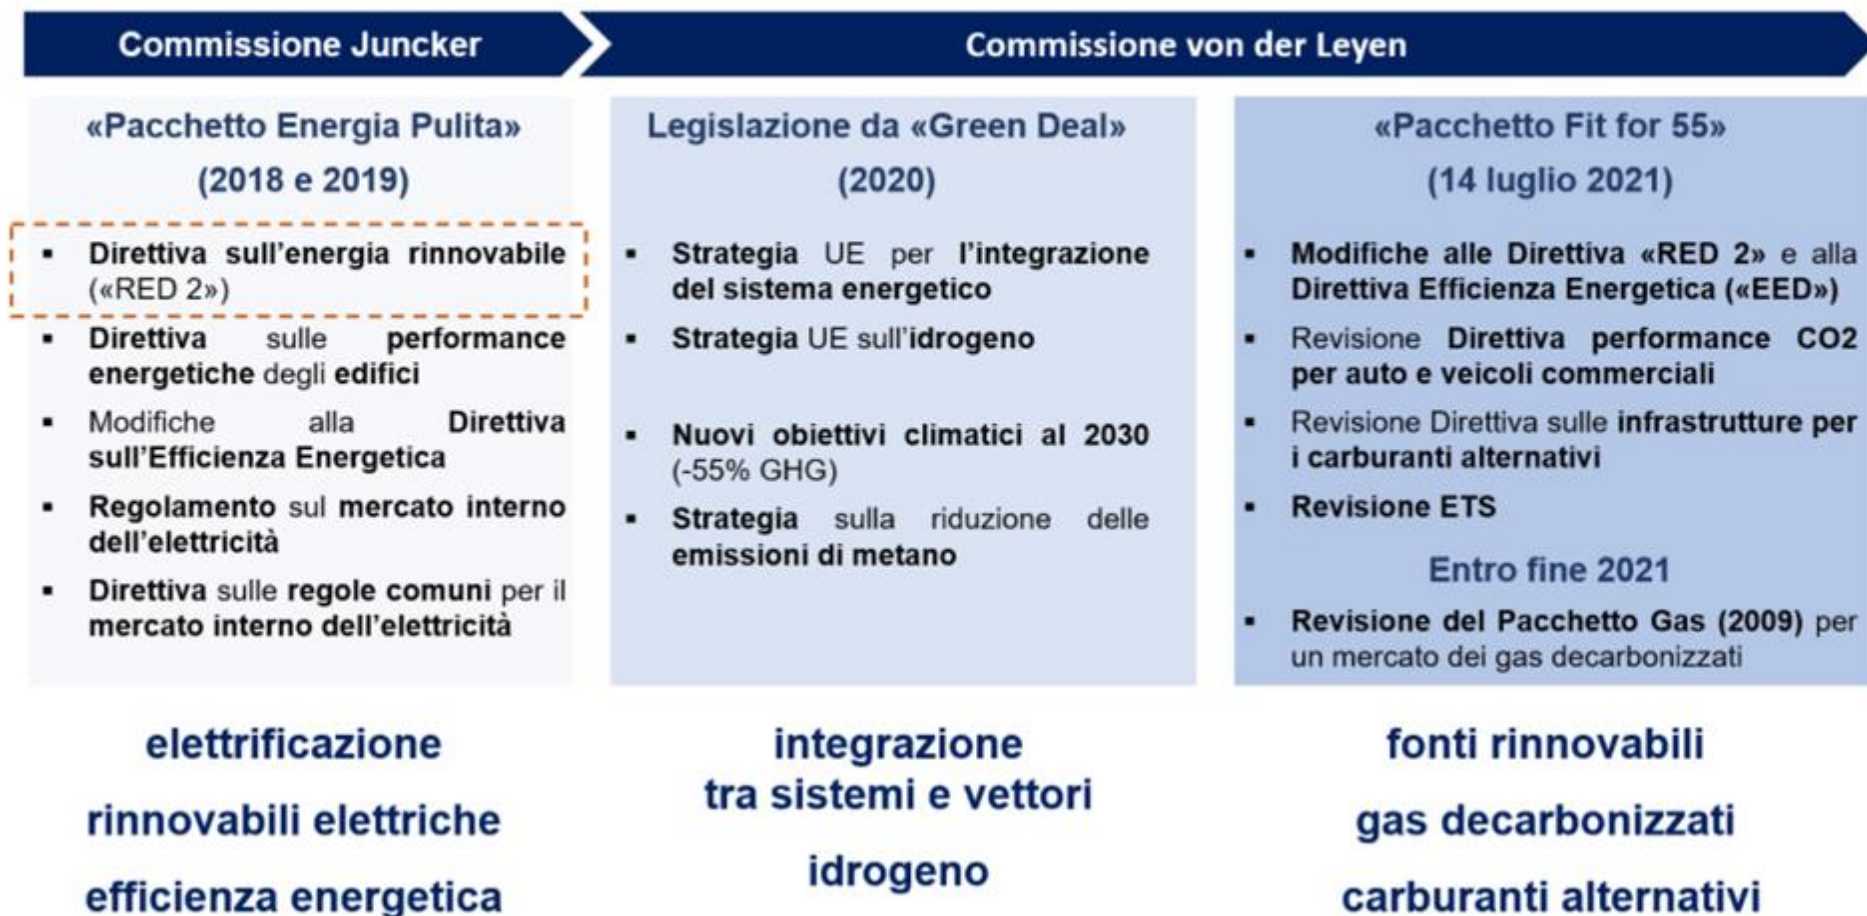 Commissione Juncker
Commissione von der Leyen
«Pacchetto Energia Pulita»
(2018 e 2019)
▪ Direttiva sull'energia rinnovabile
(«RED 2»)
▪ Direttiva sulle performance
energetiche degli edifici
▪ Modifiche alla Direttiva
sull'Efficienza Energetica
▪ Regolamento sul mercato interno
dell'elettricità
▪ Direttiva sulle regole comuni per il
mercato interno dell'elettricità
elettrificazione
rinnovabili elettriche
efficienza energetica
Legislazione da «Green Deal»
(2020)
▪ Strategia UE per l'integrazione
del sistema energetico
▪ Strategia UE sull'idrogeno
▪ Nuovi obiettivi climatici al 2030
(-55% GHG)
▪ Strategia sulla riduzione delle
emissioni di metano
integrazione
tra sistemi e vettori
idrogeno
«Pacchetto Fit for 55»
(14 luglio 2021)
▪ Modifiche alle Direttiva «RED 2» e alla
Direttiva Efficienza Energetica («EED»)
▪ Revisione Direttiva performance CO2
per auto e veicoli commerciali
▪ Revisione Direttiva sulle infrastrutture per
i carburanti alternativi
▪ Revisione ETS
Entro fine 2021
▪ Revisione del Pacchetto Gas (2009) per
un mercato dei gas decarbonizzati
fonti rinnovabili
gas decarbonizzati
carburanti alternativi